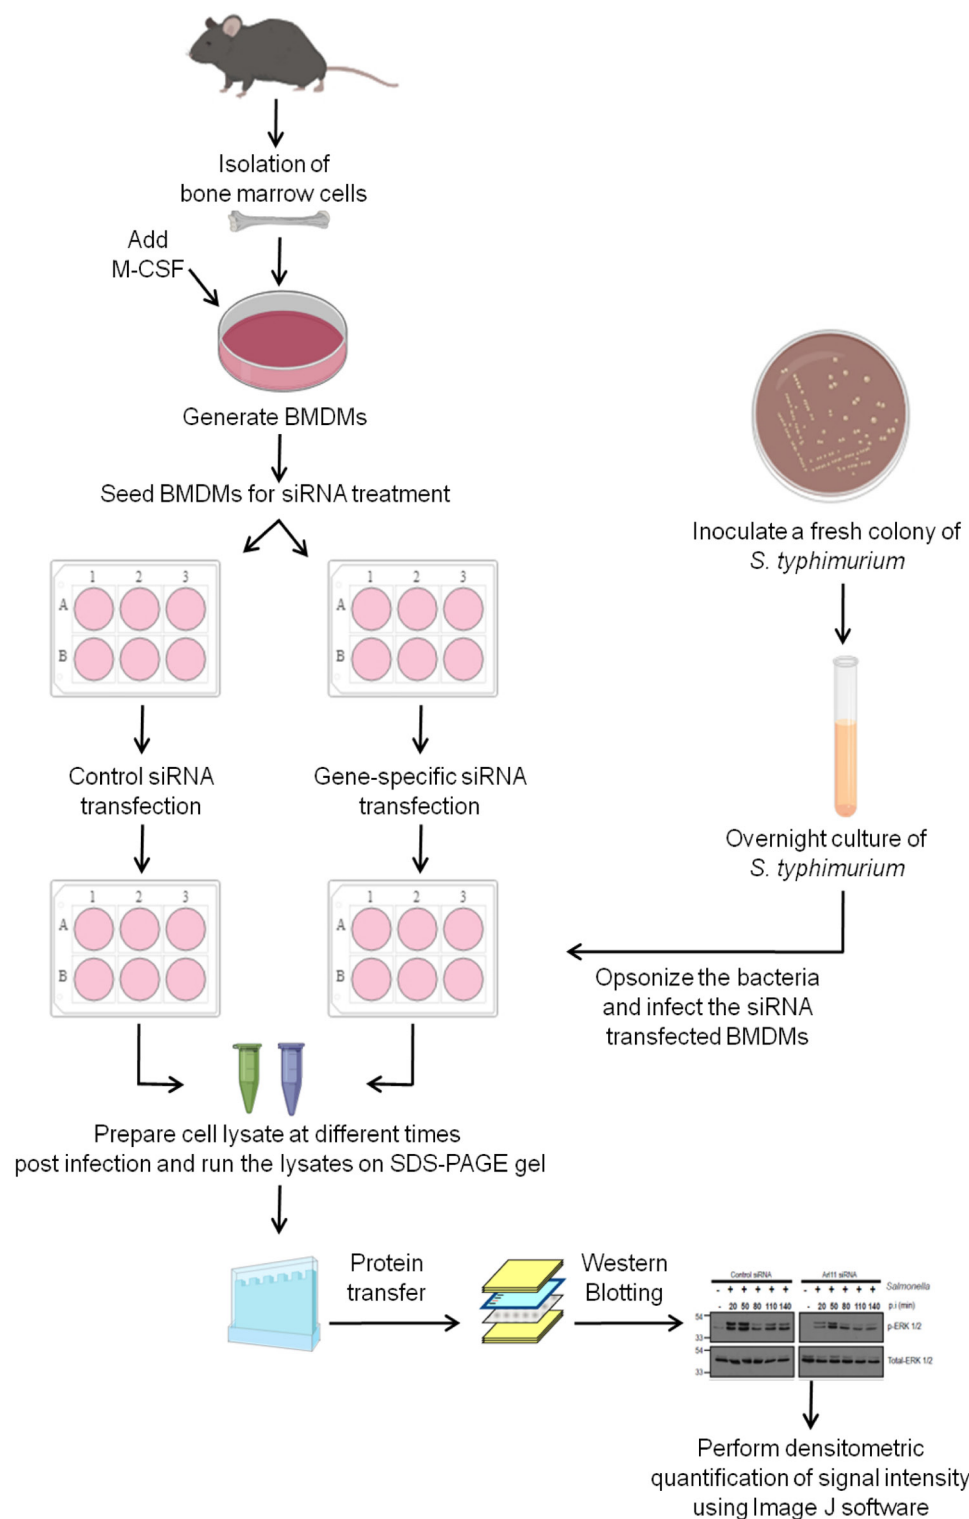 Isolation of
bone marrow cells
Add
M-CSF
Generate BMDMs
Seed BMDMs for siRNA treatment
1 2 3
A
B
1 2 3
A
B
Control siRNA
transfection
Gene-specific siRNA
transfection
1 2 3
A
B
1 2 3
A
B
Inoculate a fresh colony of
S. typhimurium
Overnight culture of
S. typhimurium
Opsonize the bacteria
and infect the siRNA
transfected BMDMs
Prepare cell lysate at different times
post infection and run the lysates on SDS-PAGE gel
Protein
transfer
Western
Blotting
Control siRNA Arl11 siRNA
- + + + + + - + + + + + Salmonella
- 20 50 80 110 140 - 20 50 80 110 140 p.i (min)
54
33
p-ERK 1/2
54
33
Total-ERK 1/2
Perform densitometric
quantification of signal intensity
using Image J software